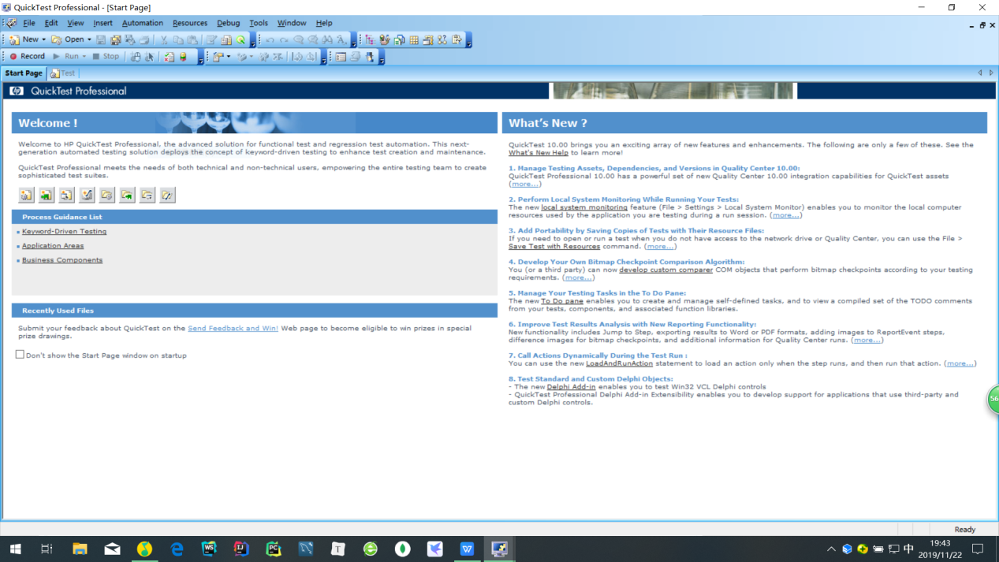 QuickTest Professional - [Start Page]
File Edit View Insert Automation Resources Debug Tools Window Help
New Open
Record Run Stop
Start Page Test
QuickTest Professional
Welcome !
Welcome to HP QuickTest Professional, the advanced solution for functional test and regression test automation. This next-
generation automated testing solution deploys the concept of keyword-driven testing to enhance test creation and maintenance.
QuickTest Professional meets the needs of both technical and non-technical users, empowering the entire testing team to create
sophisticated test suites.
Process Guidance List
Keyword-Driven Testing
Application Areas
Business Components
Recently Used Files
Submit your feedback about QuickTest on the Send Feedback and Win! Web page to become eligible to win prizes in special
prize drawings.
Don't show the Start Page window on startup
What's New ?
QuickTest 10.00 brings you an exciting array of new features and enhancements. The following are only a few of these. See the
What's New Help to learn more!
1. Manage Testing Assets, Dependencies, and Versions in Quality Center 10.00:
QuickTest Professional 10.00 has a powerful set of new Quality Center 10.00 integration capabilities for QuickTest assets
(more...)
2. Perform Local System Monitoring While Running Your Tests:
The new local system monitoring feature (File > Settings > Local System Monitor) enables you to monitor the local computer
resources used by the application you are testing during a run session. (more...)
3. Add Portability by Saving Copies of Tests with Their Resource Files:
If you need to open or run a test when you do not have access to the network drive or Quality Center, you can use the File >
Save Test with Resources command. (more...)
4. Develop Your Own Bitmap Checkpoint Comparison Algorithm:
You (or a third party) can now develop custom comparer COM objects that perform bitmap checkpoints according to your testing
requirements. (more...)
5. Manage Your Testing Tasks in the To Do Pane:
The new To Do pane enables you to create and manage self-defined tasks, and to view a compiled set of the TODO comments
from your tests, components, and associated function libraries.
6. Improve Test Results Analysis with New Reporting Functionality:
New functionality includes Jump to Step, exporting results to Word or PDF formats, adding images to ReportEvent steps,
difference images for bitmap checkpoints, and additional information for Quality Center runs. (more...)
7. Call Actions Dynamically During the Test Run :
You can use the new LoadAndRunAction statement to load an action only when the step runs, and then run that action. (more...)
8. Test Standard and Custom Delphi Objects:
- The new Delphi Add-in enables you to test Win32 VCL Delphi controls
- QuickTest Professional Delphi Add-in Extensibility enables you to develop support for applications that use third-party and
custom Delphi controls.
56
Ready
WS IJ PC T W 中
19:43
2019/11/22